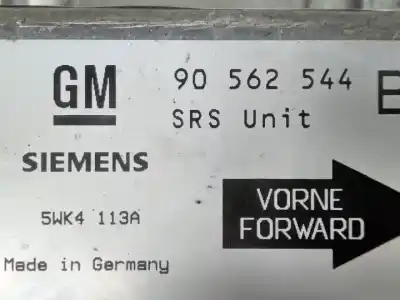 GM 90 562 544 B
SRS Unit
SIEMENS
5WK4 113A
VORNE
FORWARD
Made in Germany